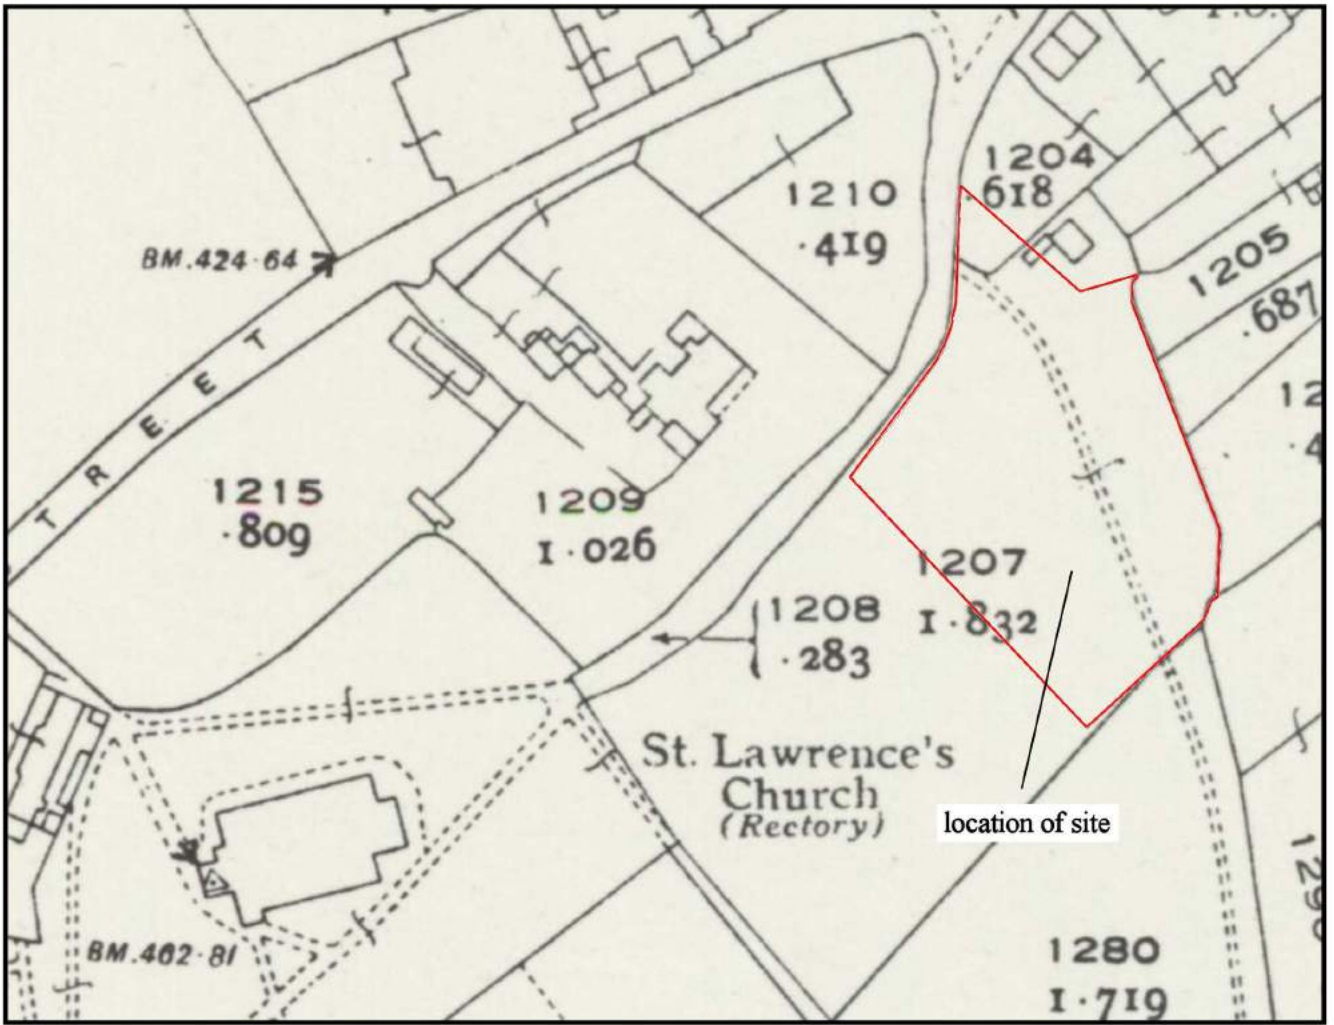 1204
.618
1210
.419
BM.424.64
1205
.687
TREET
1215
.809
1209
1.026
1207
1.832
1208
.283
St. Lawrence's
Church
(Rectory)
location of site
BM.462.81
1280
1.719